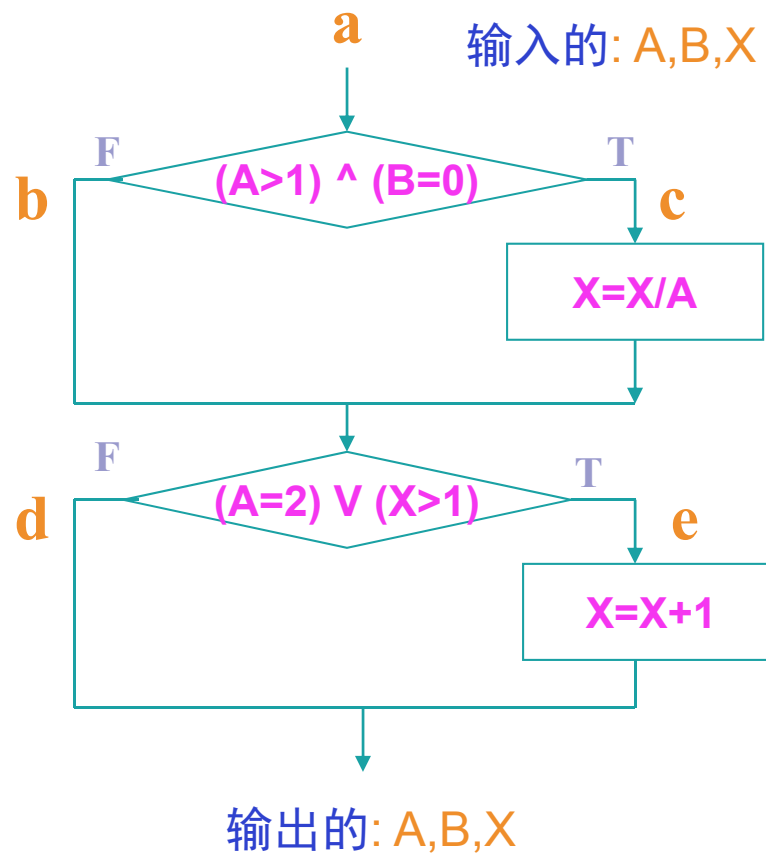 a
输入的: A,B,X
F
T
(A>1) ^ (B=0)
b
c
X=X/A
F
T
(A=2) V (X>1)
d
e
X=X+1
输出的: A,B,X